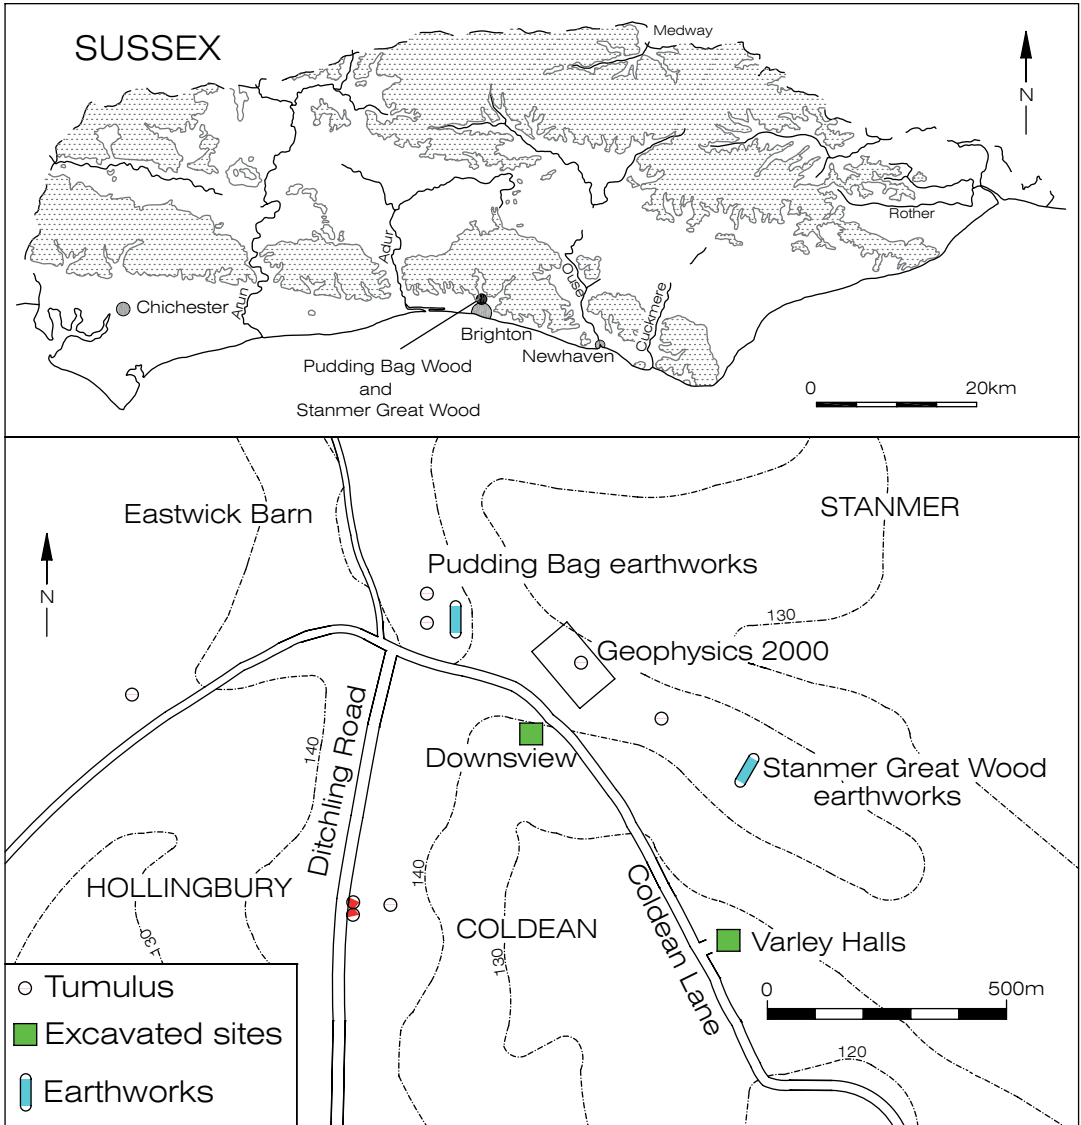 SUSSEX
Medway
N
Rother
Adur
Ouse
Cuckmere
Arun
Chichester
Brighton
Newhaven
Pudding Bag Wood
and
Stanmer Great Wood
0 20km
Eastwick Barn
STANMER
N
Pudding Bag earthworks
130
Geophysics 2000
Ditchling Road
140
Downsview
Stanmer Great Wood
earthworks
HOLLINGBURY
140
130
COLDEAN
130
Coldean Lane
Varley Halls
0 500m
120
Tumulus
Excavated sites
Earthworks